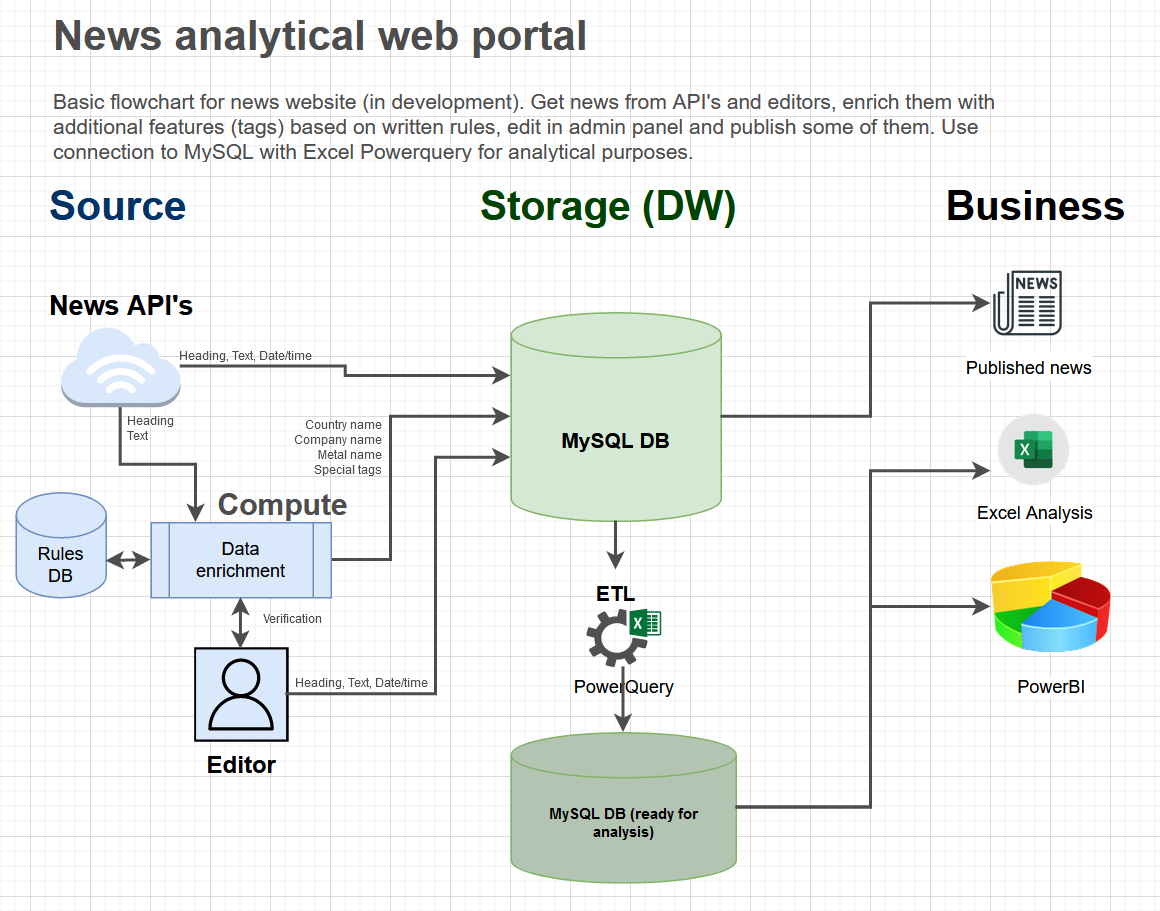 News analytical web portal
Basic flowchart for news website (in development). Get news from API's and editors, enrich them with
additional features (tags) based on written rules, edit in admin panel and publish some of them. Use
connection to MySQL with Excel Powerquery for analytical purposes.
Source
Storage (DW)
Business
News API's
Heading, Text, Date/time
Heading
Text
Country name
Company name
Metal name
Special tags
Compute
Rules
DB
Data
enrichment
Verification
Heading, Text, Date/time
Editor
MySQL DB
ETL
X
PowerQuery
MySQL DB (ready for
analysis)
NEWS
Published news
X
Excel Analysis
PowerBI